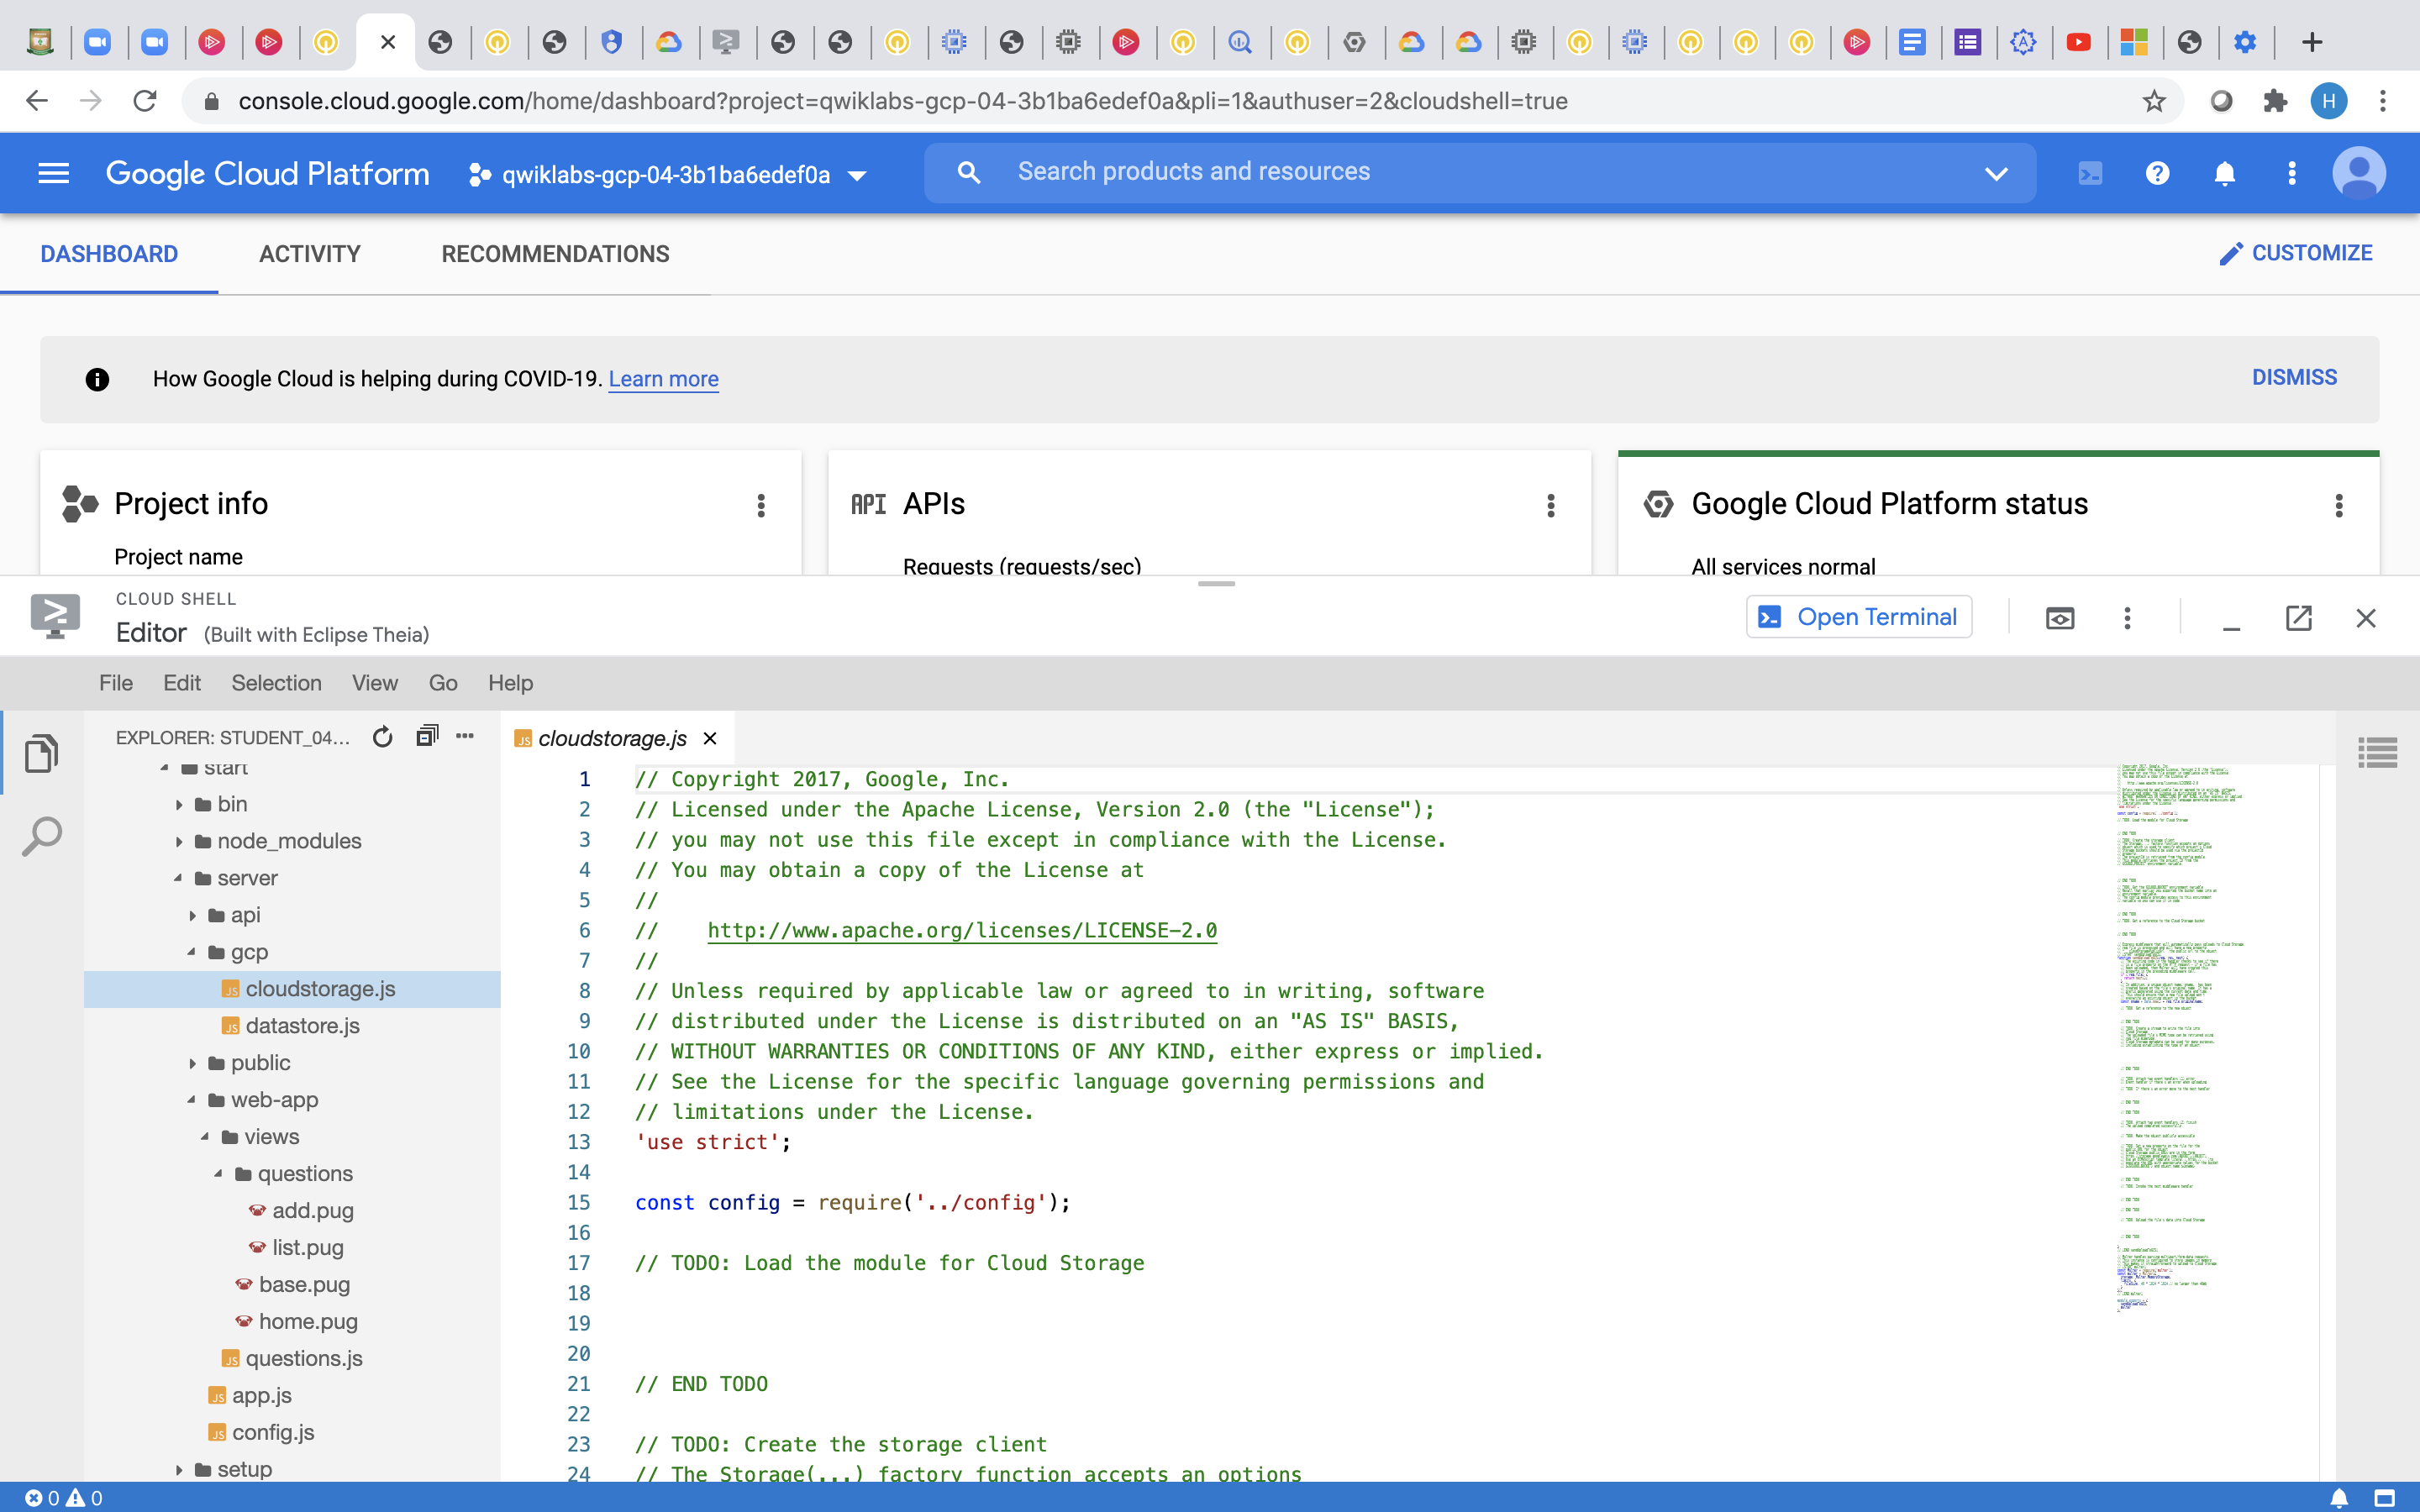 console.cloud.google.com/home/dashboard?project=qwiklabs-gcp-04-3b1ba6edef0a&pli=1&authuser=2&cloudshell=true
H
Google Cloud Platform
qwiklabs-gcp-04-3b1ba6edef0a
Search products and resources
DASHBOARD
ACTIVITY
RECOMMENDATIONS
CUSTOMIZE
How Google Cloud is helping during COVID-19. Learn more
DISMISS
Project info
API APIs
Google Cloud Platform status
Project name
Requests (requests/sec)
All services normal
CLOUD SHELL
Editor (Built with Eclipse Theia)
Open Terminal
File Edit Selection View Go Help
EXPLORER: STUDENT_04...
start
bin
node_modules
server
api
gcp
JS cloudstorage.js
JS datastore.js
public
web-app
views
questions
add.pug
list.pug
base.pug
home.pug
JS questions.js
JS app.js
JS config.js
setup
JS cloudstorage.js
1 // Copyright 2017, Google, Inc.
2 // Licensed under the Apache License, Version 2.0 (the "License");
3 // you may not use this file except in compliance with the License.
4 // You may obtain a copy of the License at
5 //
6 // http://www.apache.org/licenses/LICENSE-2.0
7 //
8 // Unless required by applicable law or agreed to in writing, software
9 // distributed under the License is distributed on an "AS IS" BASIS,
10 // WITHOUT WARRANTIES OR CONDITIONS OF ANY KIND, either express or implied.
11 // See the License for the specific language governing permissions and
12 // limitations under the License.
13 'use strict';
14
15 const config = require('../config');
16
17 // TODO: Load the module for Cloud Storage
18
19
20
21 // END TODO
22
23 // TODO: Create the storage client
24 // The Storage(...) factory function accepts an options
0 0